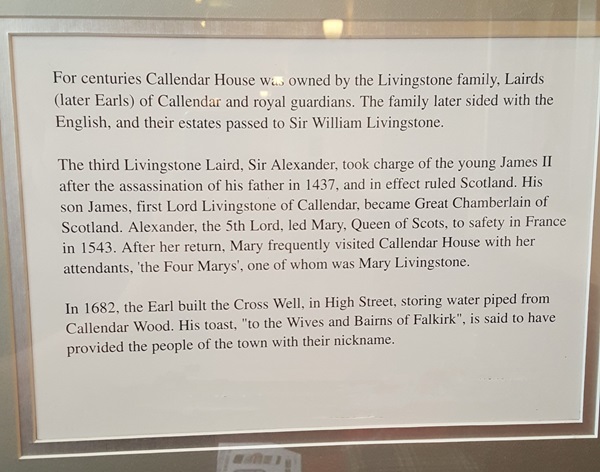 For centuries Callendar House was owned by the Livingstone family, Lairds
(later Earls) of Callendar and royal guardians. The family later sided with the
English, and their estates passed to Sir William Livingstone.
The third Livingstone Laird, Sir Alexander, took charge of the young James II
after the assassination of his father in 1437, and in effect ruled Scotland. His
son James, first Lord Livingstone of Callendar, became Great Chamberlain of
Scotland. Alexander, the 5th Lord, led Mary, Queen of Scots, to safety in France
in 1543. After her return, Mary frequently visited Callendar House with her
attendants, 'the Four Marys', one of whom was Mary Livingstone.
In 1682, the Earl built the Cross Well, in High Street, storing water piped from
Callendar Wood. His toast, "to the Wives and Bairns of Falkirk", is said to have
provided the people of the town with their nickname.